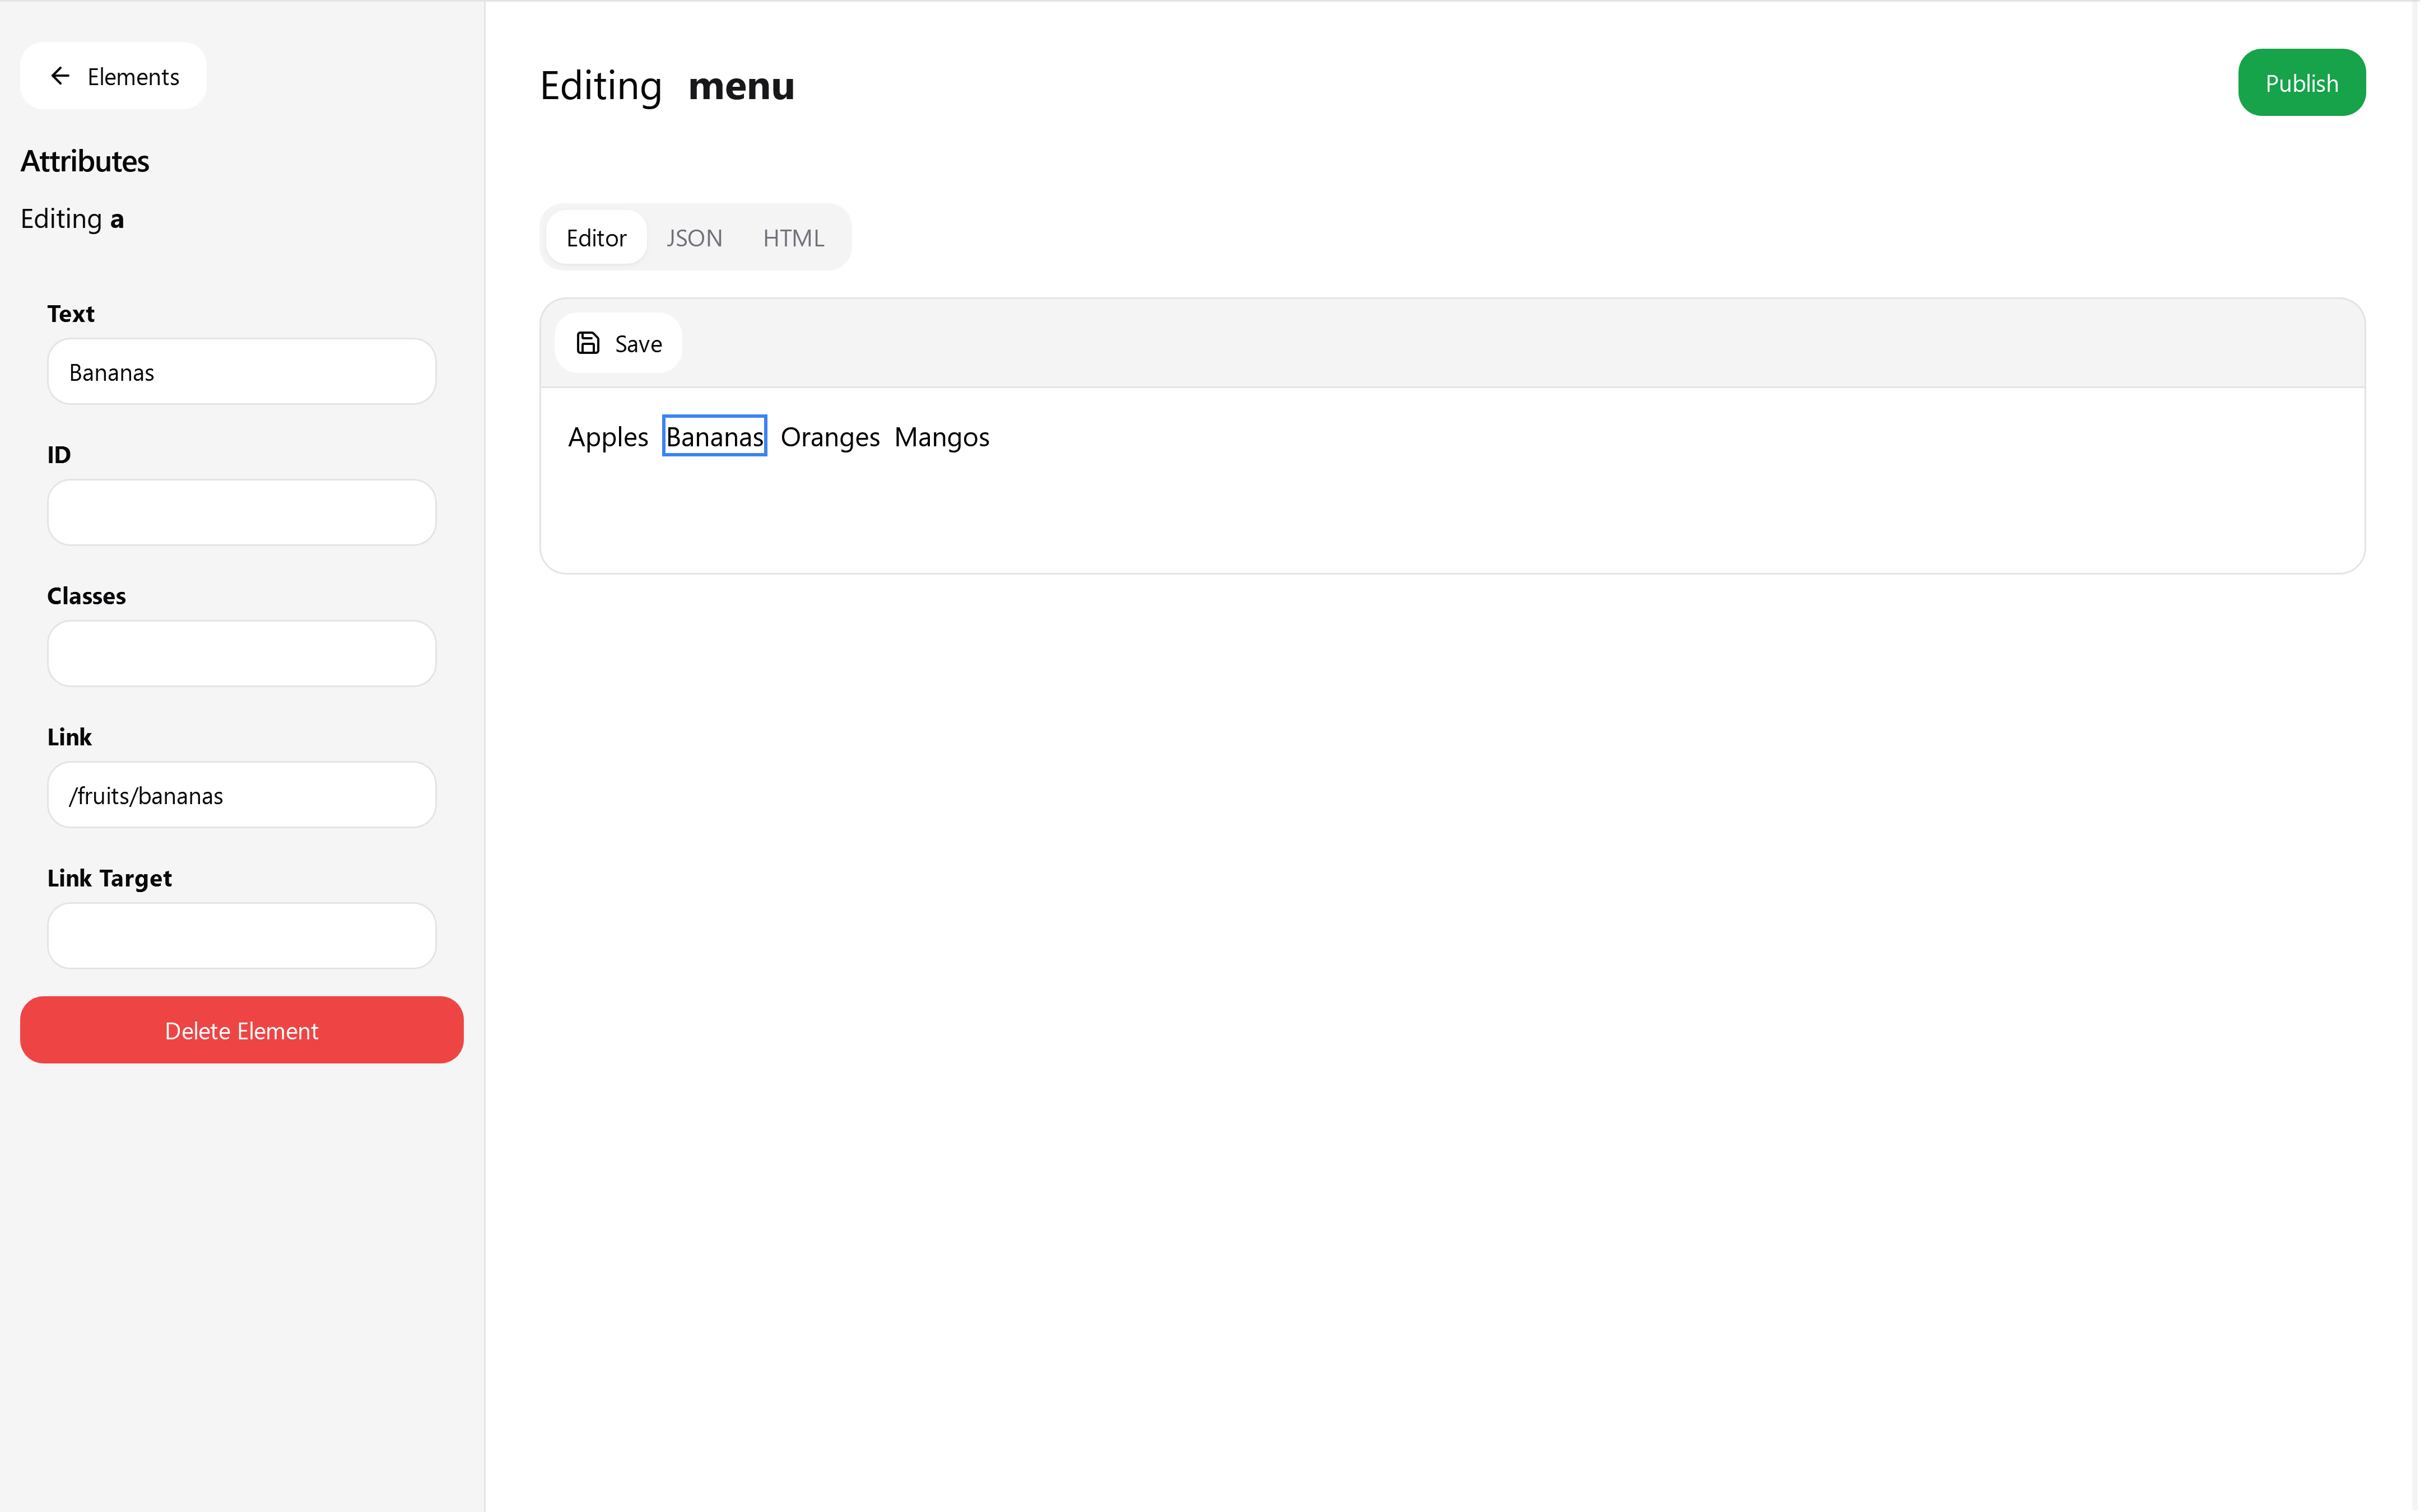 Elements
Attributes
Editing a
Text
Bananas
ID
Classes
Link
/fruits/bananas
Link Target
Delete Element
Editing menu
Publish
Editor JSON HTML
Save
Apples Bananas Oranges Mangos